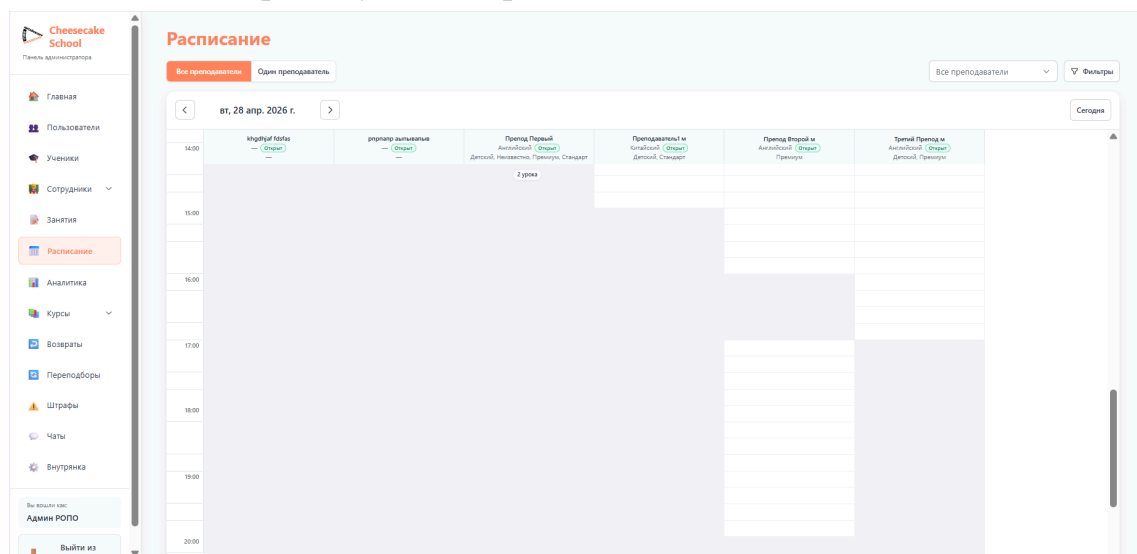 Cheesecake
School
Панель администратора
Главная
Пользователи
Ученики
Сотрудники
Занятия
Расписание
Аналитика
Курсы
Возвраты
Переподборы
Штрафы
Чаты
Внутрянка
Вы вошли как:
Админ РОПО
Выйти из
Расписание
Все преподаватели
Один преподаватель
Все преподаватели
Фильтры
вт, 28 апр. 2026 г.
Сегодня
khgdhjaf fdsfas
— Открыт
—
— Открыт
—
Препод Первый
Английский Открыт
Детский, Неизвестно, Премиум, Стандарт
Преподаватель1 м
Китайский Открыт
Детский, Стандарт
Препод Второй м
Английский Открыт
Премиум
Третий Препод м
Английский Открыт
Детский, Премиум
2 урока
14:00
15:00
16:00
17:00
18:00
19:00
20:00